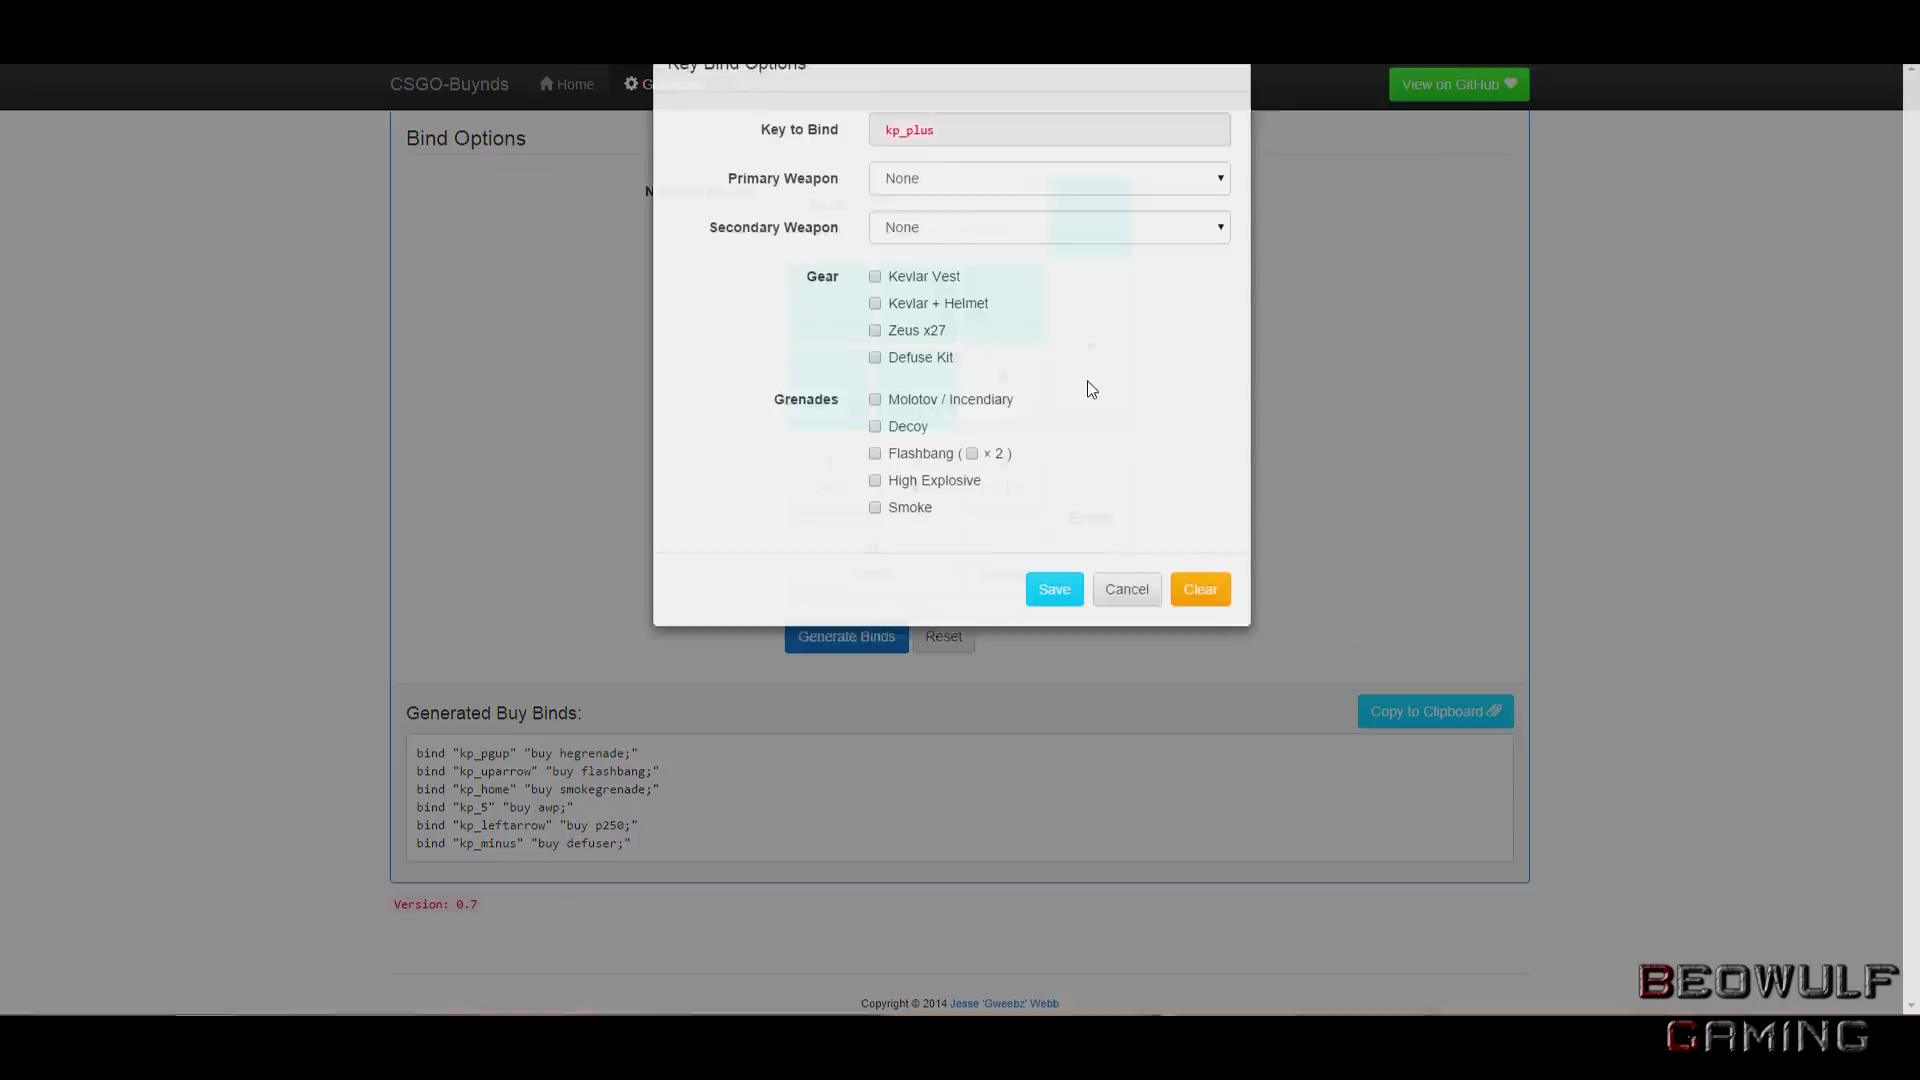 Key Bind Options
CSGO-Buynds
Home
View on GitHub
Bind Options
Key to Bind
kp_plus
Primary Weapon
None
Secondary Weapon
None
Gear
Kevlar Vest
Kevlar + Helmet
Zeus x27
Defuse Kit
Grenades
Molotov / Incendiary
Decoy
Flashbang ( × 2 )
High Explosive
Smoke
Enter
Save
Cancel
Clear
Generate Binds
Reset
Generated Buy Binds:
Copy to Clipboard
bind "kp_pgup" "buy hegrenade;"
bind "kp_uparrow" "buy flashbang;"
bind "kp_home" "buy smokegrenade;"
bind "kp_5" "buy awp;"
bind "kp_leftarrow" "buy p250;"
bind "kp_minus" "buy defuser;"
Version: 0.7
Copyright © 2014 Jesse 'Gweebz' Webb
BEOWULF
GAMING